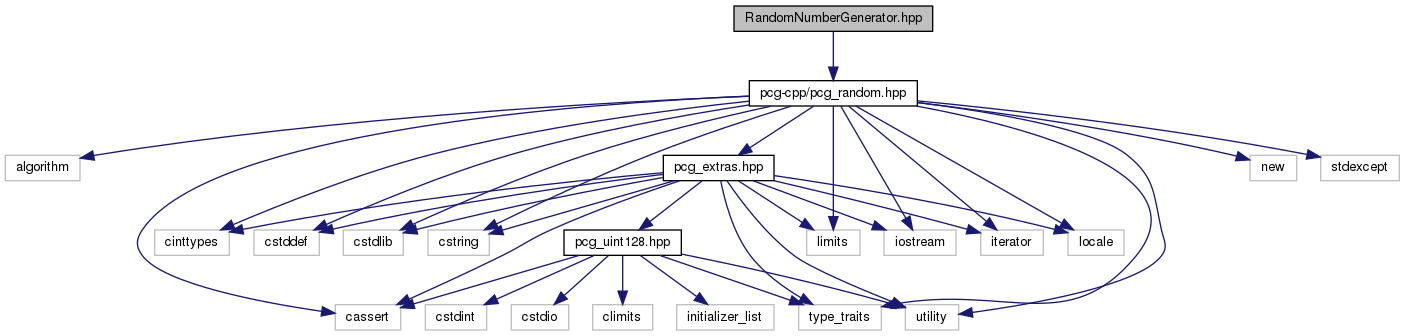 RandomNumberGenerator.hpp
pcg-cpp/pcg_random.hpp
algorithm
pcg_extras.hpp
new
stdexcept
cinttypes
cstddef
cstdlib
cstring
pcg_uint128.hpp
limits
iostream
iterator
locale
cassert
cstdint
cstdio
climits
initializer_list
type_traits
utility